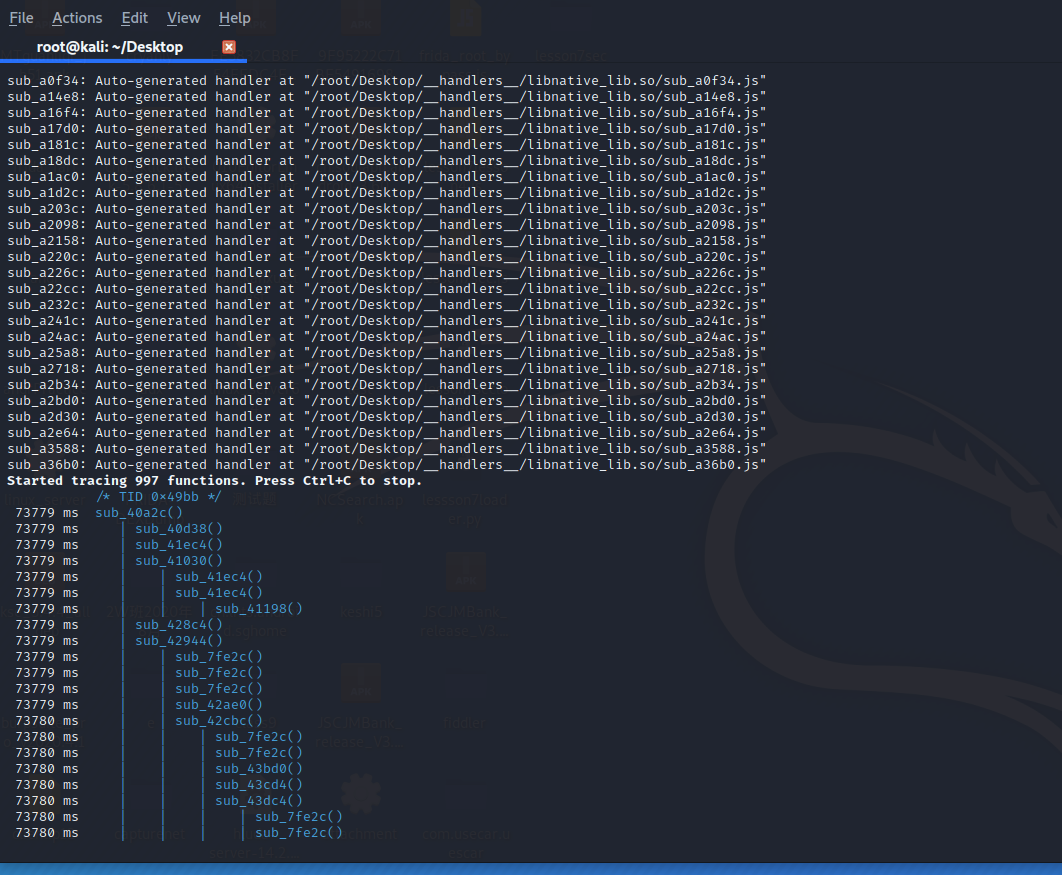 File Actions Edit View Help
root@kali: ~/Desktop
sub_a0f34: Auto-generated handler at "/root/Desktop/__handlers__/libnative_lib.so/sub_a0f34.js"
sub_a14e8: Auto-generated handler at "/root/Desktop/__handlers__/libnative_lib.so/sub_a14e8.js"
sub_a16f4: Auto-generated handler at "/root/Desktop/__handlers__/libnative_lib.so/sub_a16f4.js"
sub_a17d0: Auto-generated handler at "/root/Desktop/__handlers__/libnative_lib.so/sub_a17d0.js"
sub_a181c: Auto-generated handler at "/root/Desktop/__handlers__/libnative_lib.so/sub_a181c.js"
sub_a18dc: Auto-generated handler at "/root/Desktop/__handlers__/libnative_lib.so/sub_a18dc.js"
sub_a1ac0: Auto-generated handler at "/root/Desktop/__handlers__/libnative_lib.so/sub_a1ac0.js"
sub_a1d2c: Auto-generated handler at "/root/Desktop/__handlers__/libnative_lib.so/sub_a1d2c.js"
sub_a203c: Auto-generated handler at "/root/Desktop/__handlers__/libnative_lib.so/sub_a203c.js"
sub_a2098: Auto-generated handler at "/root/Desktop/__handlers__/libnative_lib.so/sub_a2098.js"
sub_a2158: Auto-generated handler at "/root/Desktop/__handlers__/libnative_lib.so/sub_a2158.js"
sub_a220c: Auto-generated handler at "/root/Desktop/__handlers__/libnative_lib.so/sub_a220c.js"
sub_a226c: Auto-generated handler at "/root/Desktop/__handlers__/libnative_lib.so/sub_a226c.js"
sub_a22cc: Auto-generated handler at "/root/Desktop/__handlers__/libnative_lib.so/sub_a22cc.js"
sub_a232c: Auto-generated handler at "/root/Desktop/__handlers__/libnative_lib.so/sub_a232c.js"
sub_a241c: Auto-generated handler at "/root/Desktop/__handlers__/libnative_lib.so/sub_a241c.js"
sub_a24ac: Auto-generated handler at "/root/Desktop/__handlers__/libnative_lib.so/sub_a24ac.js"
sub_a25a8: Auto-generated handler at "/root/Desktop/__handlers__/libnative_lib.so/sub_a25a8.js"
sub_a2718: Auto-generated handler at "/root/Desktop/__handlers__/libnative_lib.so/sub_a2718.js"
sub_a2b34: Auto-generated handler at "/root/Desktop/__handlers__/libnative_lib.so/sub_a2b34.js"
sub_a2bd0: Auto-generated handler at "/root/Desktop/__handlers__/libnative_lib.so/sub_a2bd0.js"
sub_a2d30: Auto-generated handler at "/root/Desktop/__handlers__/libnative_lib.so/sub_a2d30.js"
sub_a2e64: Auto-generated handler at "/root/Desktop/__handlers__/libnative_lib.so/sub_a2e64.js"
sub_a3588: Auto-generated handler at "/root/Desktop/__handlers__/libnative_lib.so/sub_a3588.js"
sub_a36b0: Auto-generated handler at "/root/Desktop/__handlers__/libnative_lib.so/sub_a36b0.js"
Started tracing 997 functions. Press Ctrl+C to stop.
/* TID 0×49bb */
73779 ms sub_40a2c()
73779 ms | sub_40d38()
73779 ms | sub_41ec4()
73779 ms | sub_41030()
73779 ms | | sub_41ec4()
73779 ms | | sub_41ec4()
73779 ms | | | sub_41198()
73779 ms | sub_428c4()
73779 ms | sub_42944()
73779 ms | | sub_7fe2c()
73779 ms | | sub_7fe2c()
73779 ms | | sub_7fe2c()
73779 ms | | sub_42ae0()
73780 ms | | sub_42cbc()
73780 ms | | | sub_7fe2c()
73780 ms | | | sub_7fe2c()
73780 ms | | | sub_43bd0()
73780 ms | | | sub_43cd4()
73780 ms | | | sub_43dc4()
73780 ms | | | | sub_7fe2c()
73780 ms | | | | sub_7fe2c()